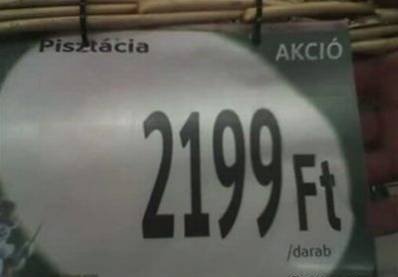 Pisztácia
AKCIÓ
2199 Ft
/darab